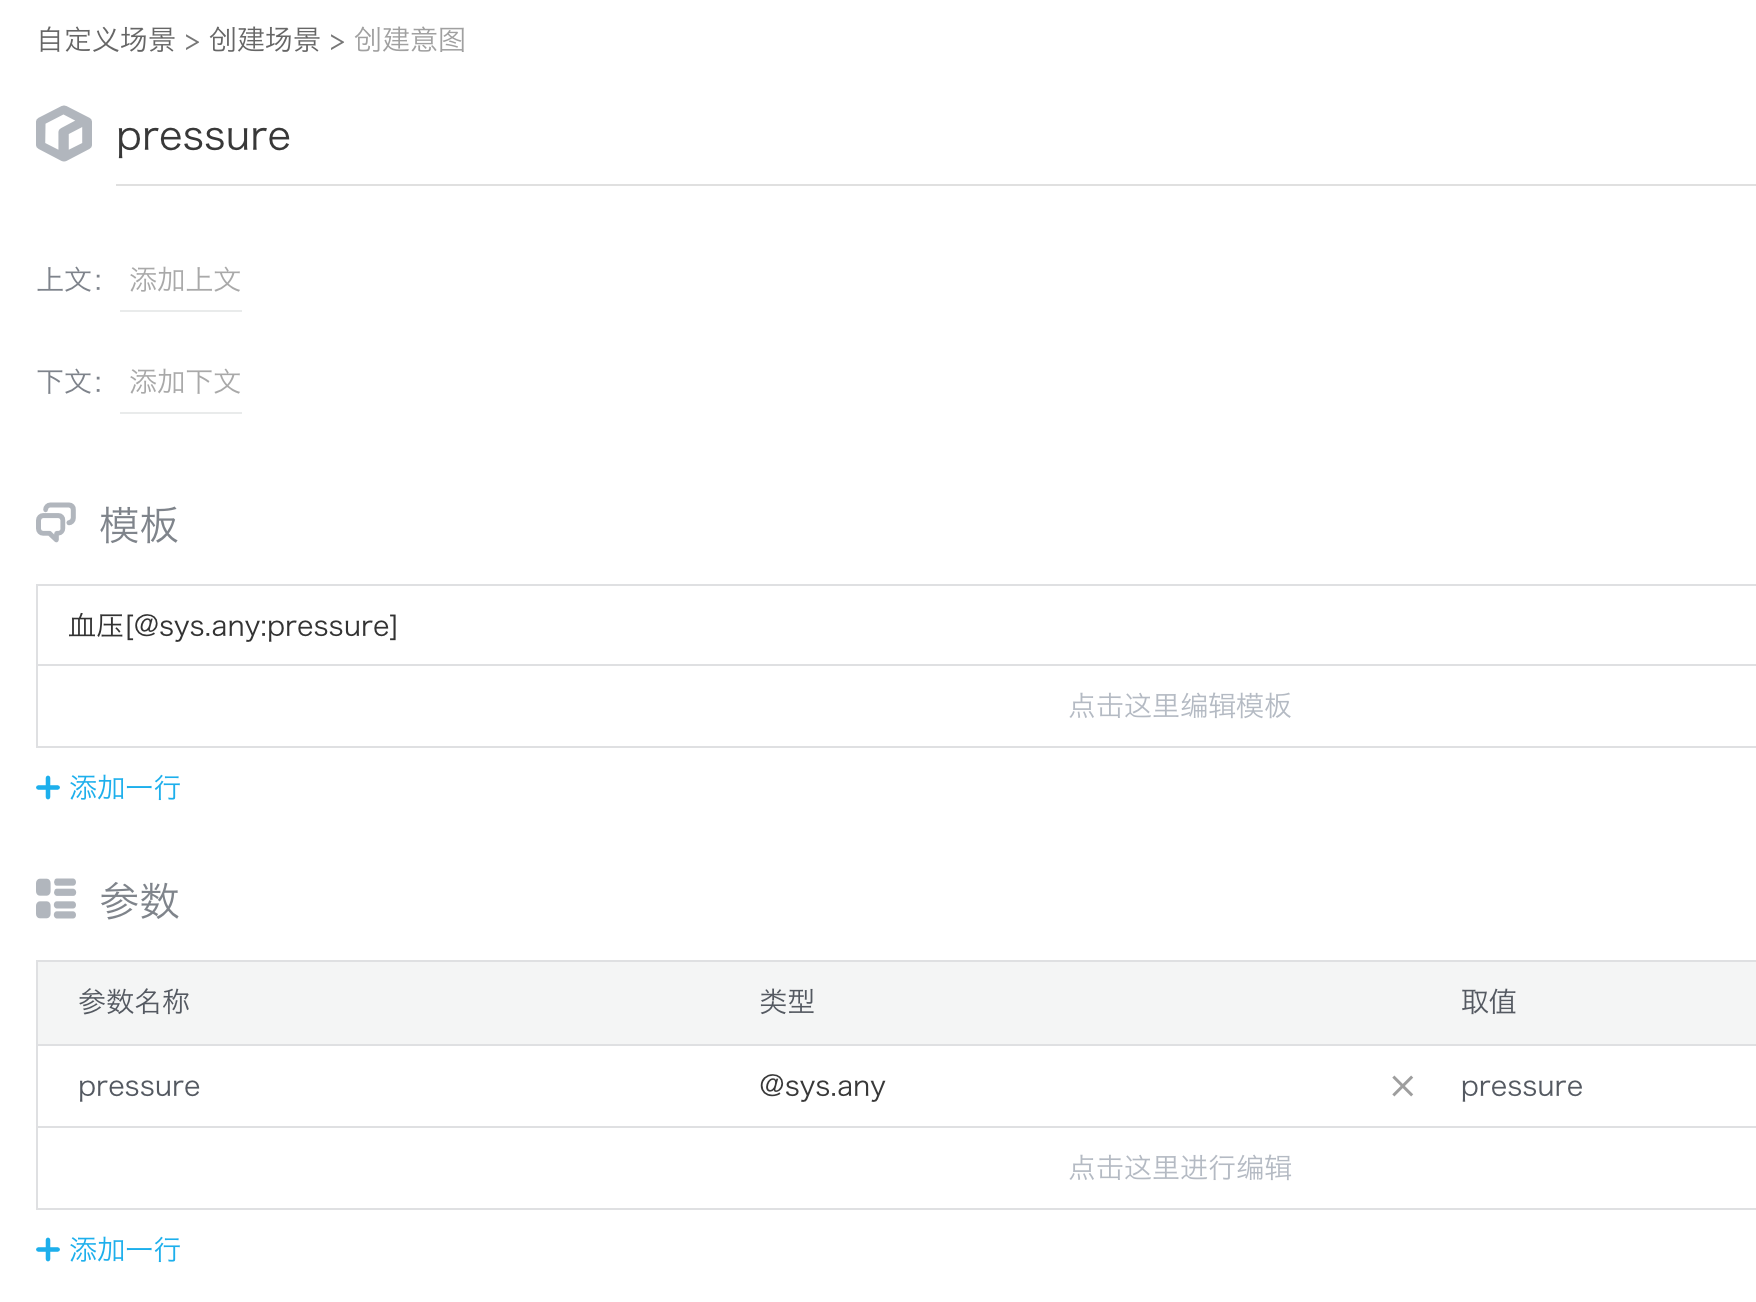 自定义场景 > 创建场景 > 创建意图
pressure
上文： 添加上文
下文： 添加下文
模板
血压[@sys.any:pressure]
点击这里编辑模板
添加一行
参数
参数名称 类型 取值
pressure @sys.any pressure
点击这里进行编辑
添加一行